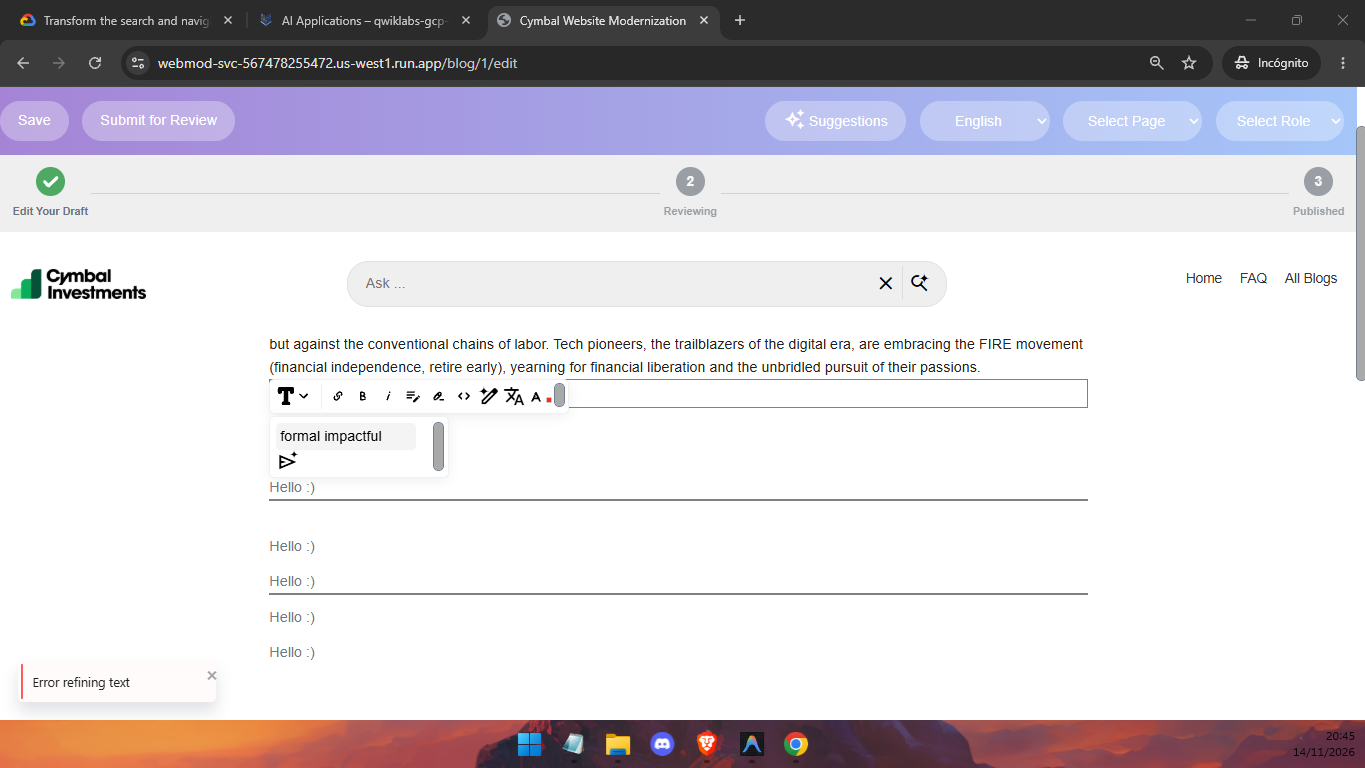 Transform the search and navig
AI Applications – qwiklabs-gcp-
Cymbal Website Modernization
webmod-svc-567478255472.us-west1.run.app/blog/1/edit
Incógnito
Save
Submit for Review
Suggestions
English
Select Page
Select Role
2
3
Edit Your Draft
Reviewing
Published
Cymbal
Investments
Ask ...
Home
FAQ
All Blogs
but against the conventional chains of labor. Tech pioneers, the trailblazers of the digital era, are embracing the FIRE movement
(financial independence, retire early), yearning for financial liberation and the unbridled pursuit of their passions.
formal impactful
Hello :)
Hello :)
Hello :)
Hello :)
Hello :)
Error refining text
20:45
14/11/2026